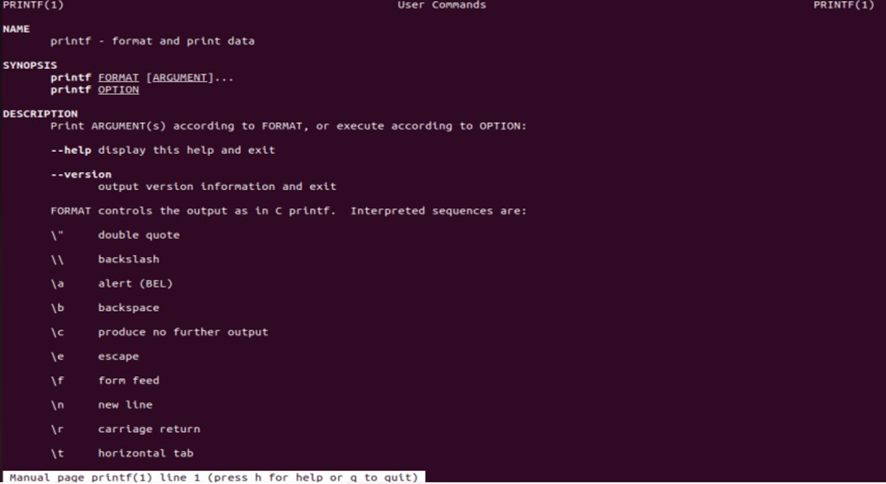 PRINTF(1) User Commands PRINTF(1)
NAME
printf - format and print data
SYNOPSIS
printf FORMAT [ARGUMENT]...
printf OPTION
DESCRIPTION
Print ARGUMENT(s) according to FORMAT, or execute according to OPTION:
--help display this help and exit
--version
output version information and exit
FORMAT controls the output as in C printf.  Interpreted sequences are:
\" double quote
\\ backslash
\a alert (BEL)
\b backspace
\c produce no further output
\e escape
\f form feed
\n new line
\r carriage return
\t horizontal tab
Manual page printf(1) line 1 (press h for help or q to quit)